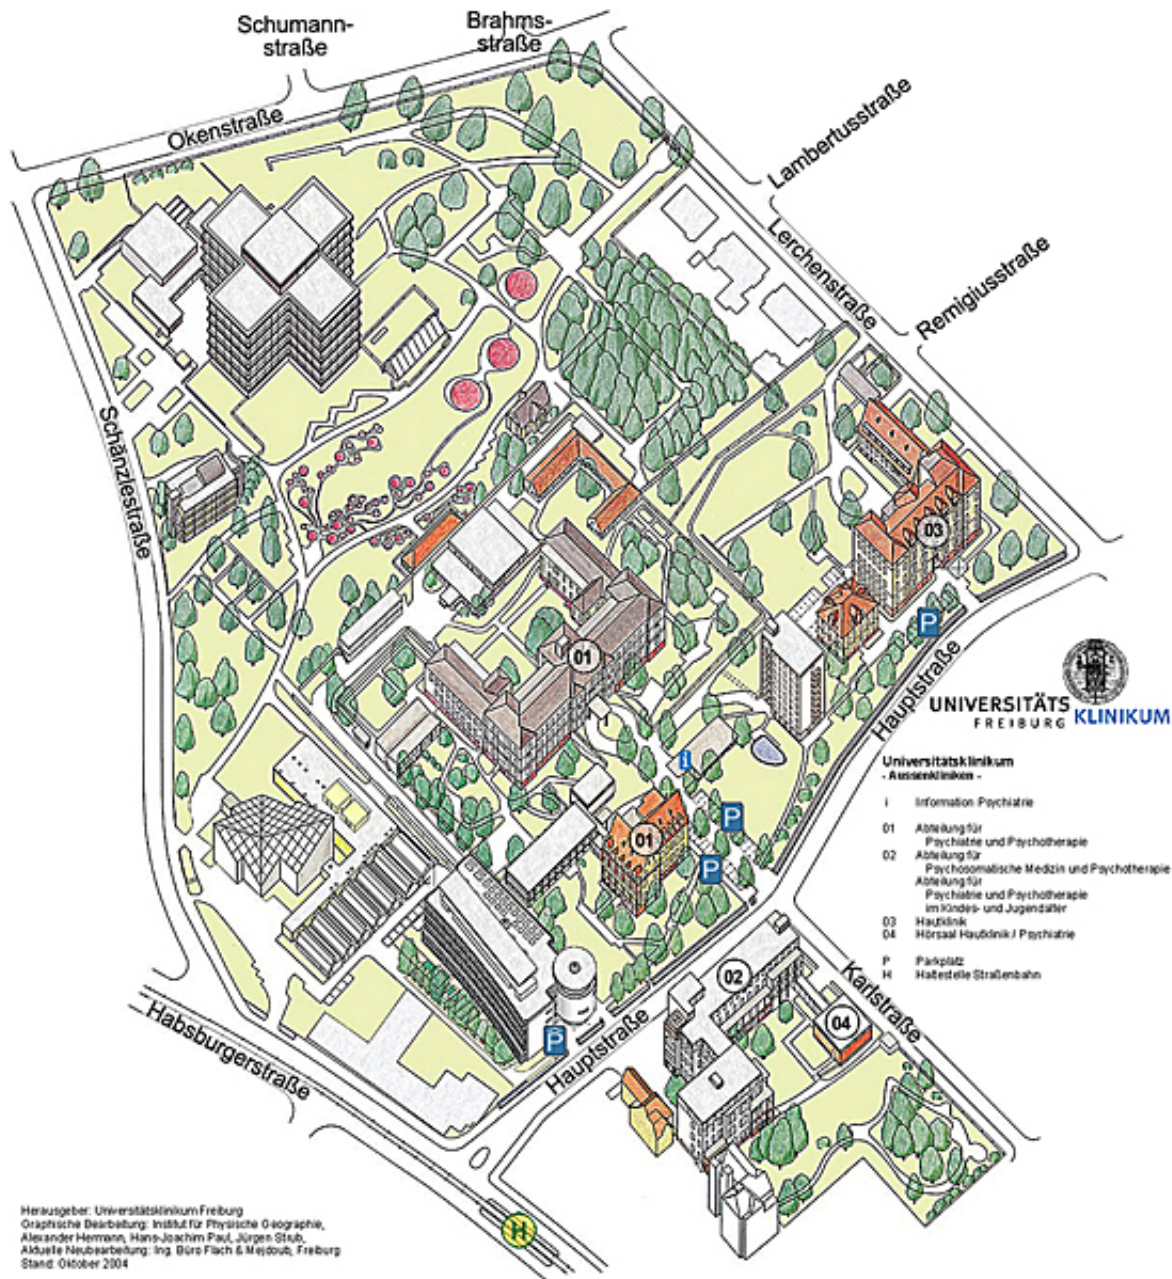 Schumann-
straße
Brahms-
straße
Okenstraße
Lambertusstraße
Lerchenstraße
Remigiusstraße
Schänzlestraße
03
P
01
Hauptstraße
UNIVERSITÄTS
FREIBURG KLINIKUM
i
Universitätsklinikum
- Aussenkliniken -
i Information Psychiatrie
01 Abteilung für
Psychiatrie und Psychotherapie
02 Abteilung für
Psychosomatische Medizin und Psychotherapie
Abteilung für
Psychiatrie und Psychotherapie
im Kindes- und Jugendalter
03 Hautklinik
04 Hörsaal Hautklinik / Psychiatrie
P Parkplatz
H Haltestelle Straßenbahn
P
01
P
02
04
Karlstraße
P
Hauptstraße
Habsburgerstraße
H
Herausgeber: Universitätsklinikum Freiburg
Graphische Bearbeitung: Institut für Physische Geographie,
Alexander Hermann, Hans-Joachim Paul, Jürgen Strub,
Aktuelle Neubearbeitung: Ing. Büro Flach & Mejdoub, Freiburg
Stand: Oktober 2004